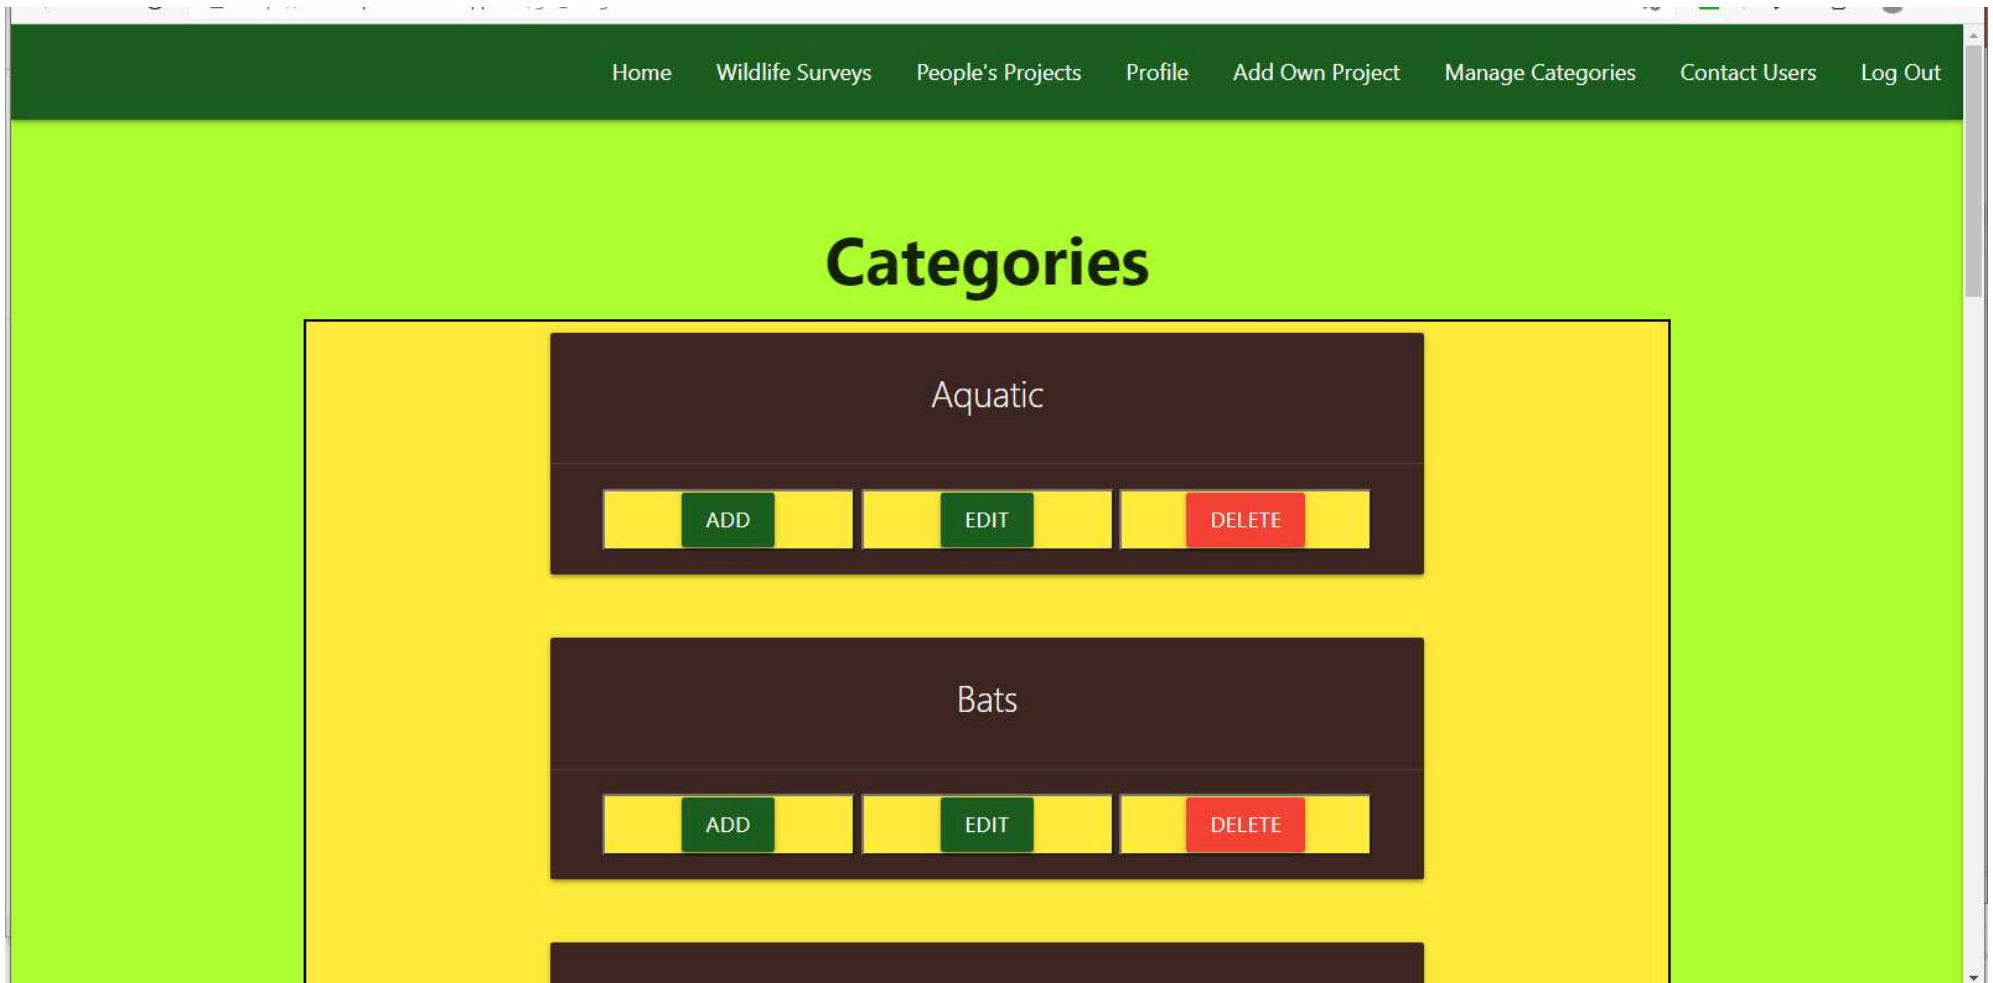 Home Wildlife Surveys People's Projects Profile Add Own Project Manage Categories Contact Users Log Out
Categories
Aquatic
ADD EDIT DELETE
Bats
ADD EDIT DELETE